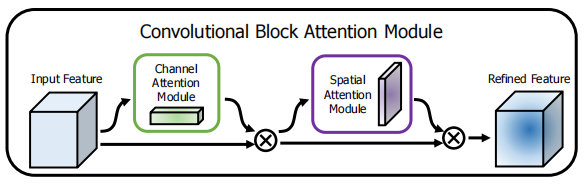 Convolutional Block Attention Module
Input Feature
Channel
Attention
Module
Spatial
Attention
Module
Refined Feature